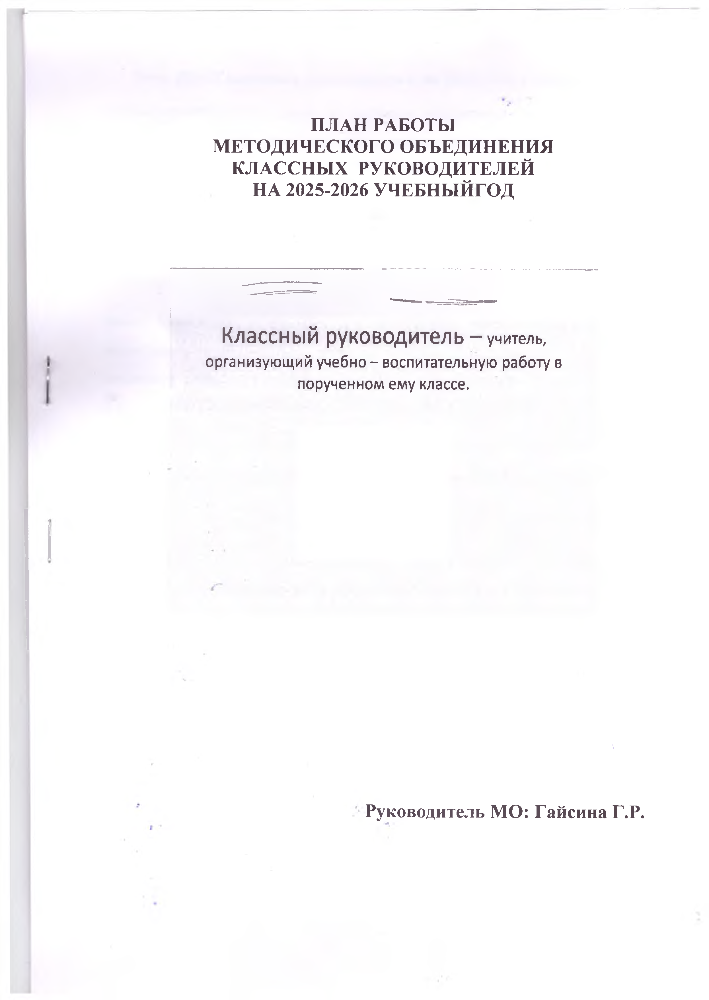 ПЛАН РАБОТЫ
МЕТОДИЧЕСКОГО ОБЪЕДИНЕНИЯ
КЛАССНЫХ РУКОВОДИТЕЛЕЙ
НА 2025-2026 УЧЕБНЫЙГОД
Классный руководитель – учитель,
организующий учебно – воспитательную работу в
порученном ему классе.
Руководитель МО: Гайсина Г.Р.